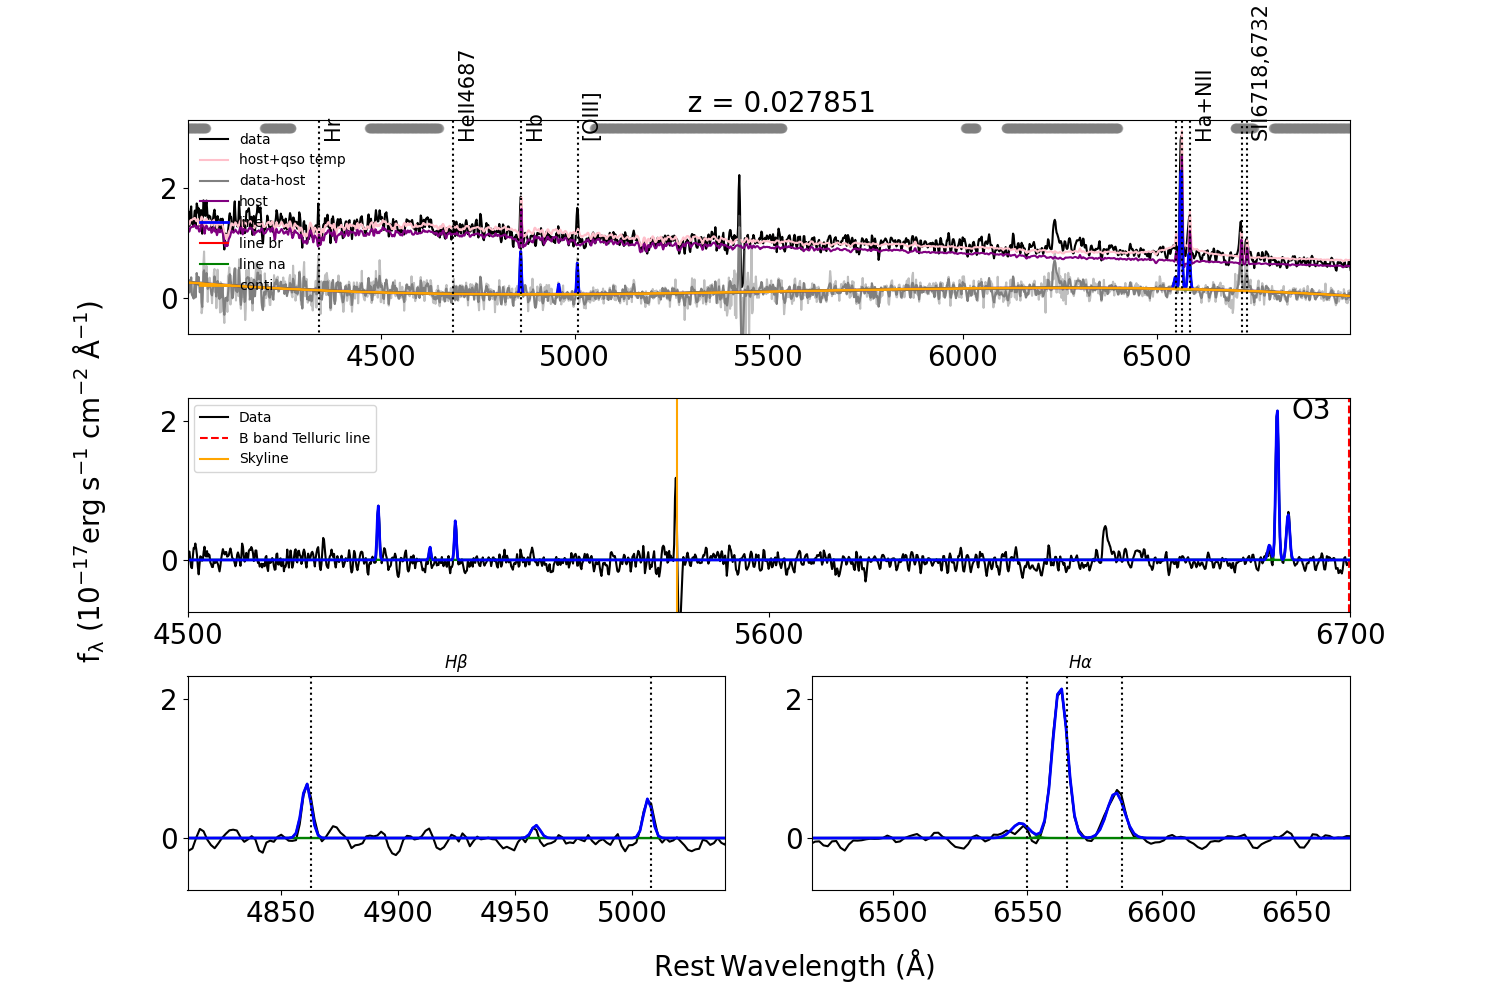 HeII4687
SII6718,6732
Ha+NII
[OIII]
Hb
Hr
z = 0.027851
data
host+qso temp
data-host
host
line
line br
line na
conti
2
0
4500
5000
5500
6000
6500
Data
B band Telluric line
Skyline
O3
2
0
4500
5600
6700
fλ (10⁻¹⁷erg s⁻¹ cm⁻² Å⁻¹)
Hβ
Hα
2
0
4850
4900
4950
5000
2
0
6500
6550
6600
6650
Rest Wavelength (Å)